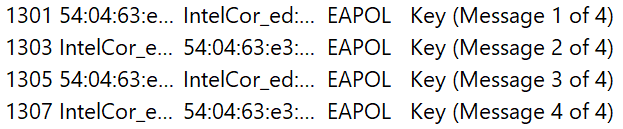 1301 54:04:63:e... IntelCor_ed:... EAPOL Key (Message 1 of 4)
1303 IntelCor_e... 54:04:63:e3:... EAPOL Key (Message 2 of 4)
1305 54:04:63:e... IntelCor_ed:... EAPOL Key (Message 3 of 4)
1307 IntelCor_e... 54:04:63:e3:... EAPOL Key (Message 4 of 4)